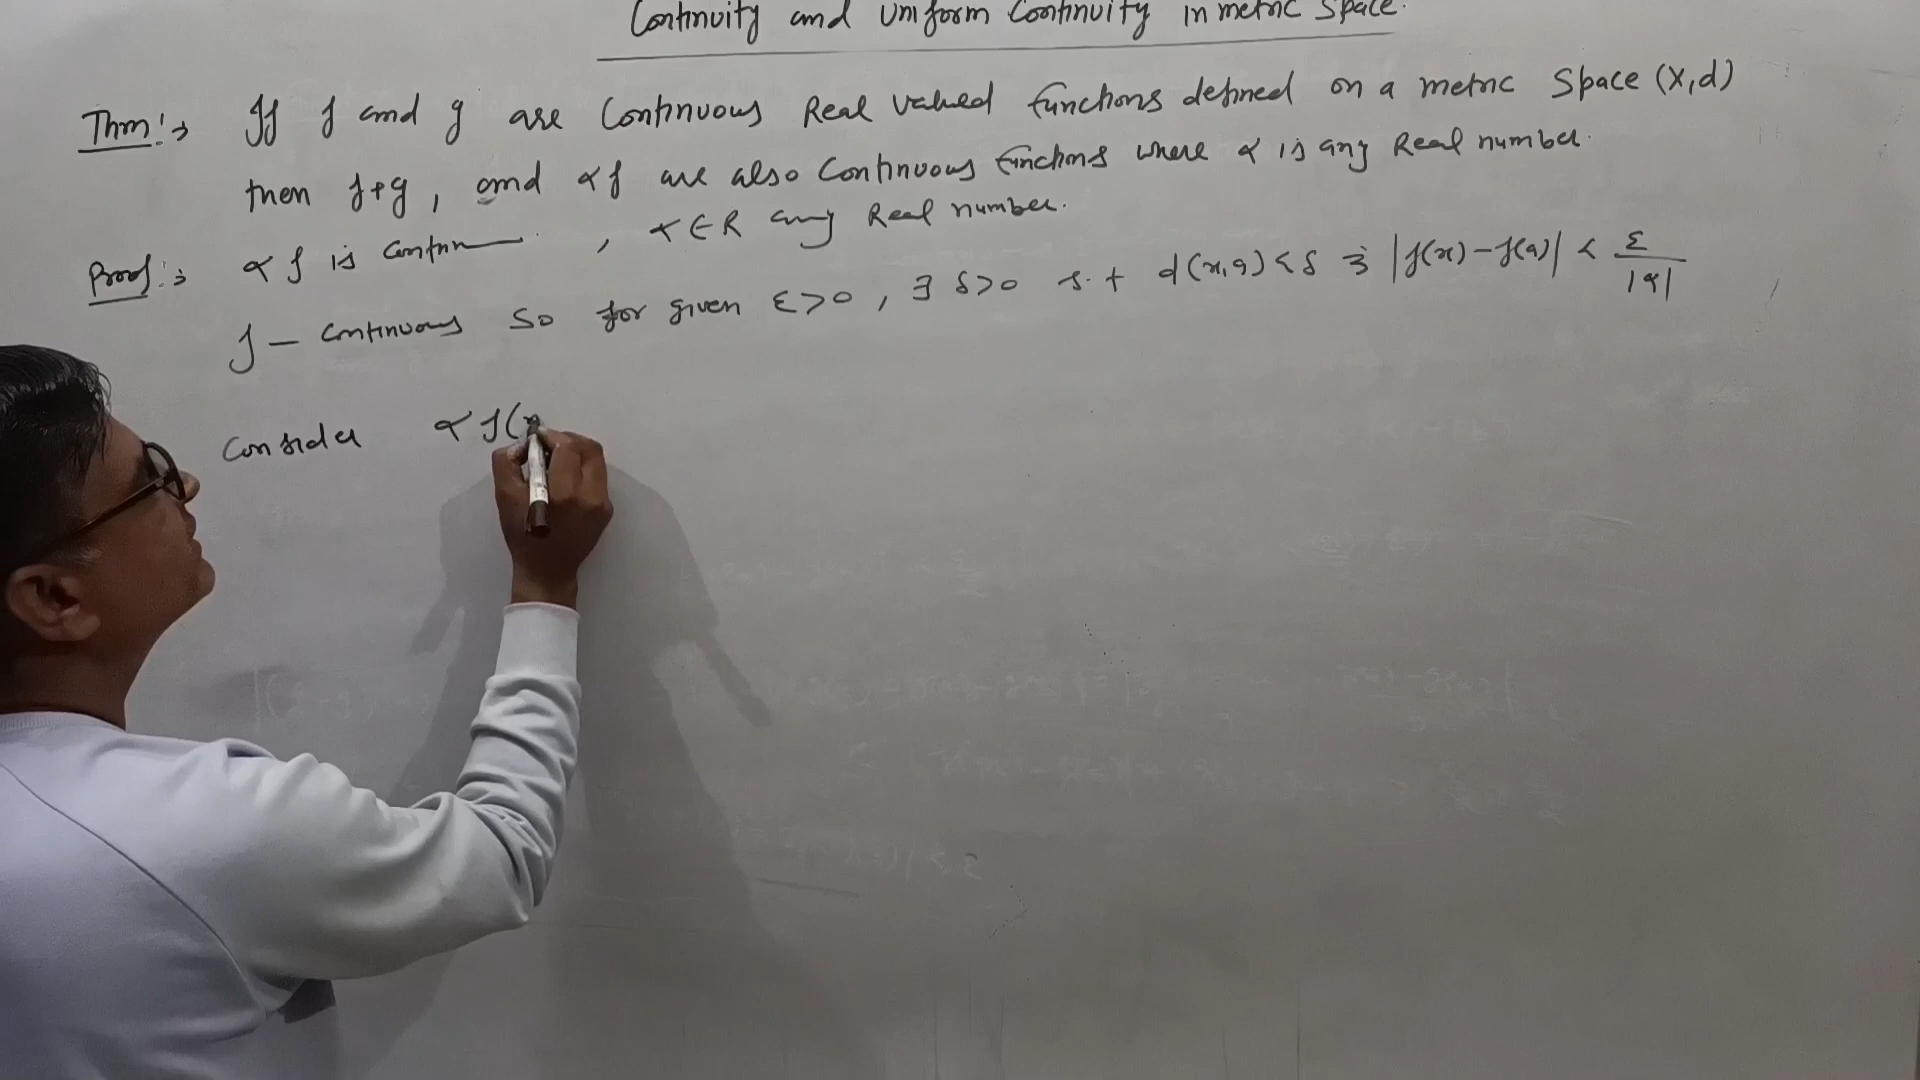 Continuity and Uniform Continuity in metric space.
Thm:→ If f and g are Continuous Real valued functions defined on a metric Space (X,d)
then f+g, and αf are also Continuous functions where α is any Real number.
Proof:→ αf is contin , α∈R any Real number.
f – continuous so for given ε>0, ∃ δ>0 s.t d(x,a)<δ ⇒ |f(x)-f(a)| < ε/|α|
Consider αf(x